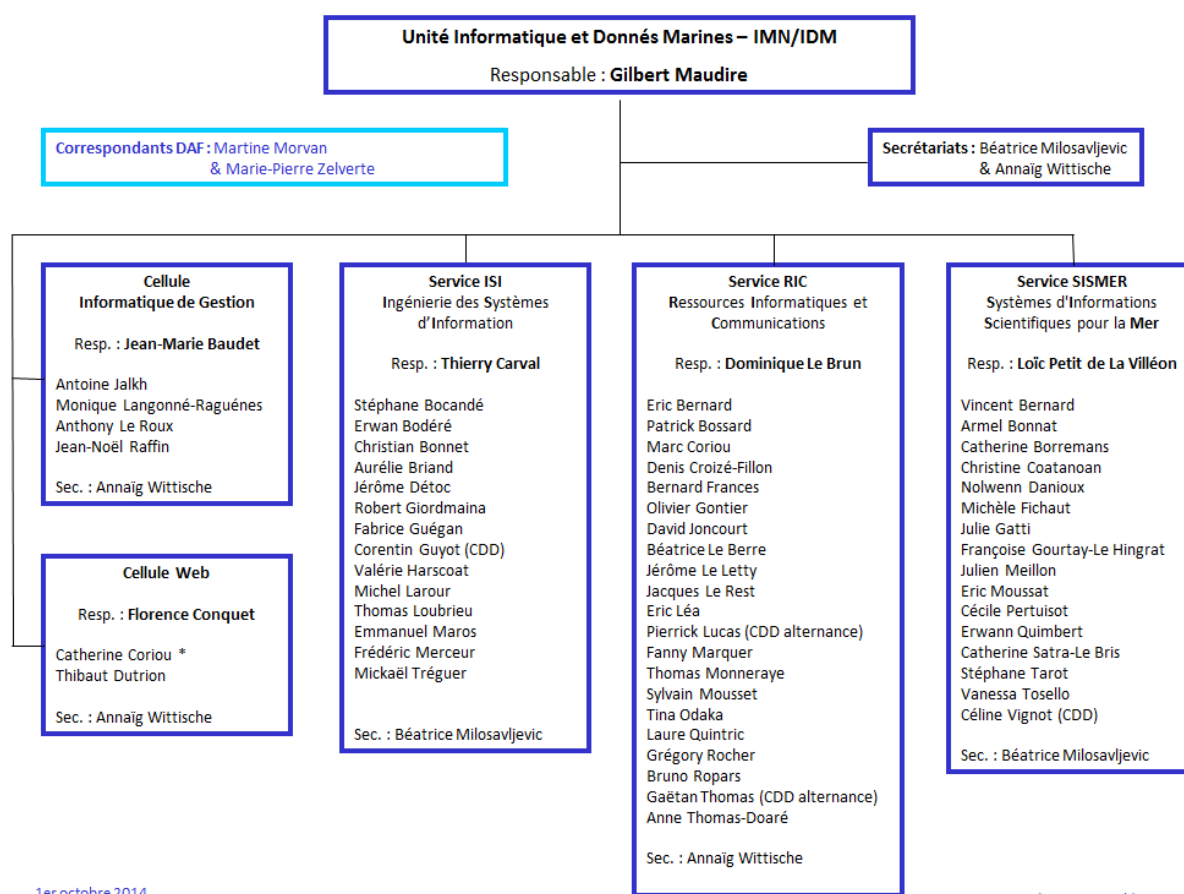 Unité Informatique et Donnés Marines – IMN/IDM
Responsable : Gilbert Maudire
Correspondants DAF : Martine Morvan
& Marie-Pierre Zelverte
Secrétariats : Béatrice Milosavljevic
& Annaïg Wittische
Cellule
Informatique de Gestion
Resp. : Jean-Marie Baudet
Antoine Jalkh
Monique Langonné-Raguénes
Anthony Le Roux
Jean-Noël Raffin
Sec. : Annaïg Wittische
Cellule Web
Resp. : Florence Conquet
Catherine Coriou *
Thibaut Dutrion
Sec. : Annaïg Wittische
Service ISI
Ingénierie des Systèmes
d'Information
Resp. : Thierry Carval
Stéphane Bocandé
Erwan Bodéré
Christian Bonnet
Aurélie Briand
Jérôme Détoc
Robert Giordmaina
Fabrice Guégan
Corentin Guyot (CDD)
Valérie Harscoat
Michel Larour
Thomas Loubrieu
Emmanuel Maros
Frédéric Merceur
Mickaël Tréguer
Sec. : Béatrice Milosavljevic
Service RIC
Ressources Informatiques et
Communications
Resp. : Dominique Le Brun
Eric Bernard
Patrick Bossard
Marc Coriou
Denis Croizé-Fillon
Bernard Frances
Olivier Gontier
David Joncourt
Béatrice Le Berre
Jérôme Le Letty
Jacques Le Rest
Eric Léa
Pierrick Lucas (CDD alternance)
Fanny Marquer
Thomas Monneraye
Sylvain Mousset
Tina Odaka
Laure Quintric
Grégory Rocher
Bruno Ropars
Gaëtan Thomas (CDD alternance)
Anne Thomas-Doaré
Sec. : Annaïg Wittische
Service SISMER
Systèmes d'Informations
Scientifiques pour la Mer
Resp. : Loïc Petit de La Villéon
Vincent Bernard
Armel Bonnat
Catherine Borremans
Christine Coatanoan
Nolwenn Danioux
Michèle Fichaut
Julie Gatti
Françoise Gourtay-Le Hingrat
Julien Meillon
Eric Moussat
Cécile Pertuisot
Erwann Quimbert
Catherine Satra-Le Bris
Stéphane Tarot
Vanessa Tosello
Céline Vignot (CDD)
Sec. : Béatrice Milosavljevic
1er octobre 2014